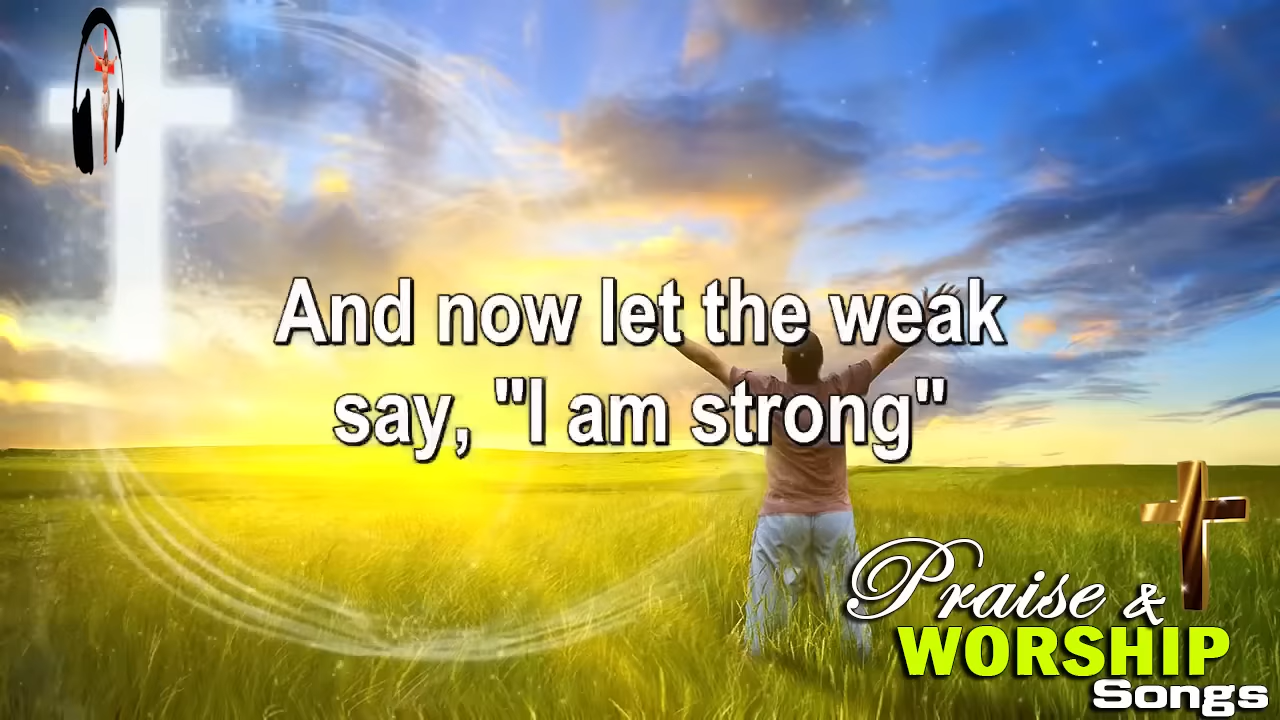 And now let the weak
say, "I am strong"
Praise &
WORSHIP
Songs